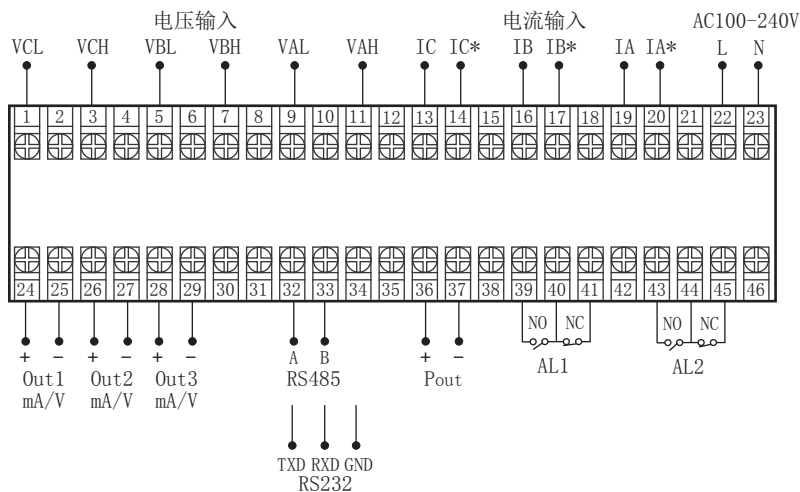 电压输入 电流输入 AC100-240V
VCL VCH VBL VBH VAL VAH IC IC* IB IB* IA IA* L N
1 2 3 4 5 6 7 8 9 10 11 12 13 14 15 16 17 18 19 20 21 22 23
24 25 26 27 28 29 30 31 32 33 34 35 36 37 38 39 40 41 42 43 44 45 46
NO NC NO NC
+ - + - + - A B + - AL1 AL2
Out1 Out2 Out3 RS485 Pout
mA/V mA/V mA/V
TXD RXD GND
RS232